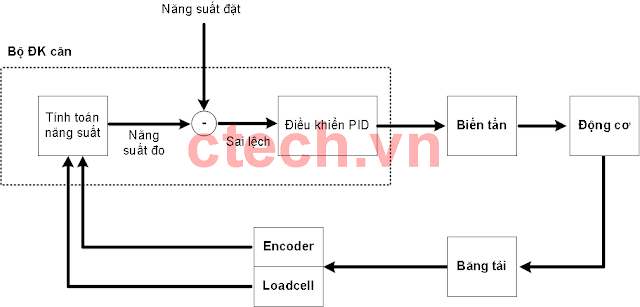 Năng suất đặt
Bộ ĐK cân
Tính toán
năng suất
Năng
suất đo
-
Sai lệch
Điều khiển PID
Biến tần
Động cơ
ctech.vn
Encoder
Loadcell
Băng tải